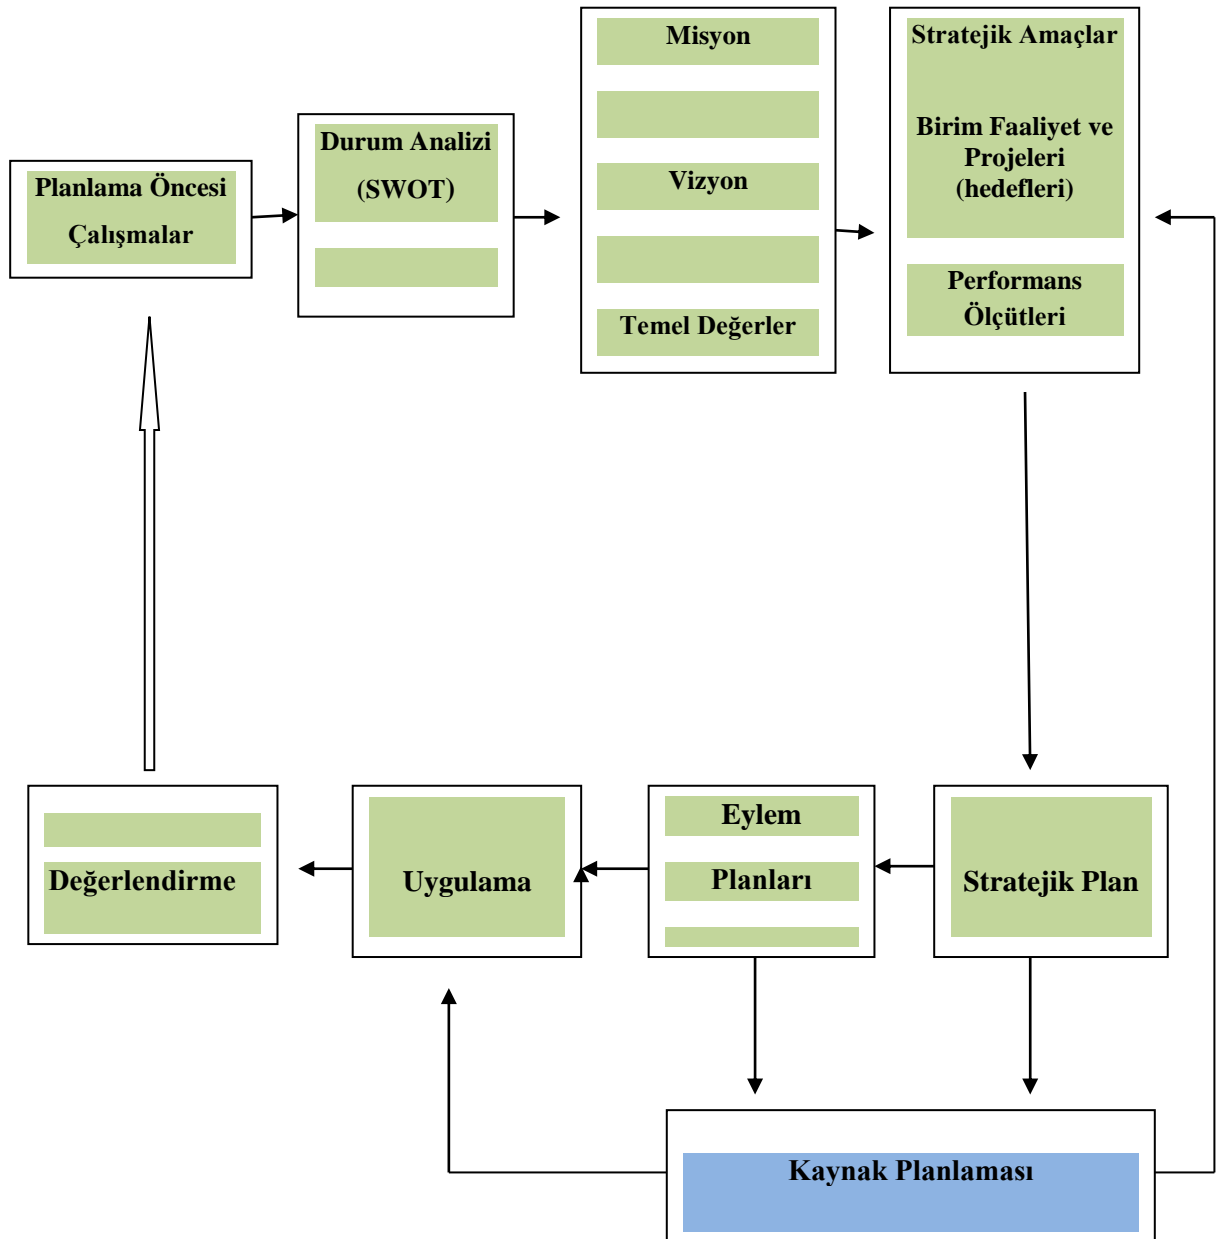 Planlama Öncesi
Çalışmalar
Durum Analizi
(SWOT)
Misyon
Vizyon
Temel Değerler
Stratejik Amaçlar
Birim Faaliyet ve
Projeleri
(hedefleri)
Performans
Ölçütleri
Değerlendirme
Uygulama
Eylem
Planları
Stratejik Plan
Kaynak Planlaması